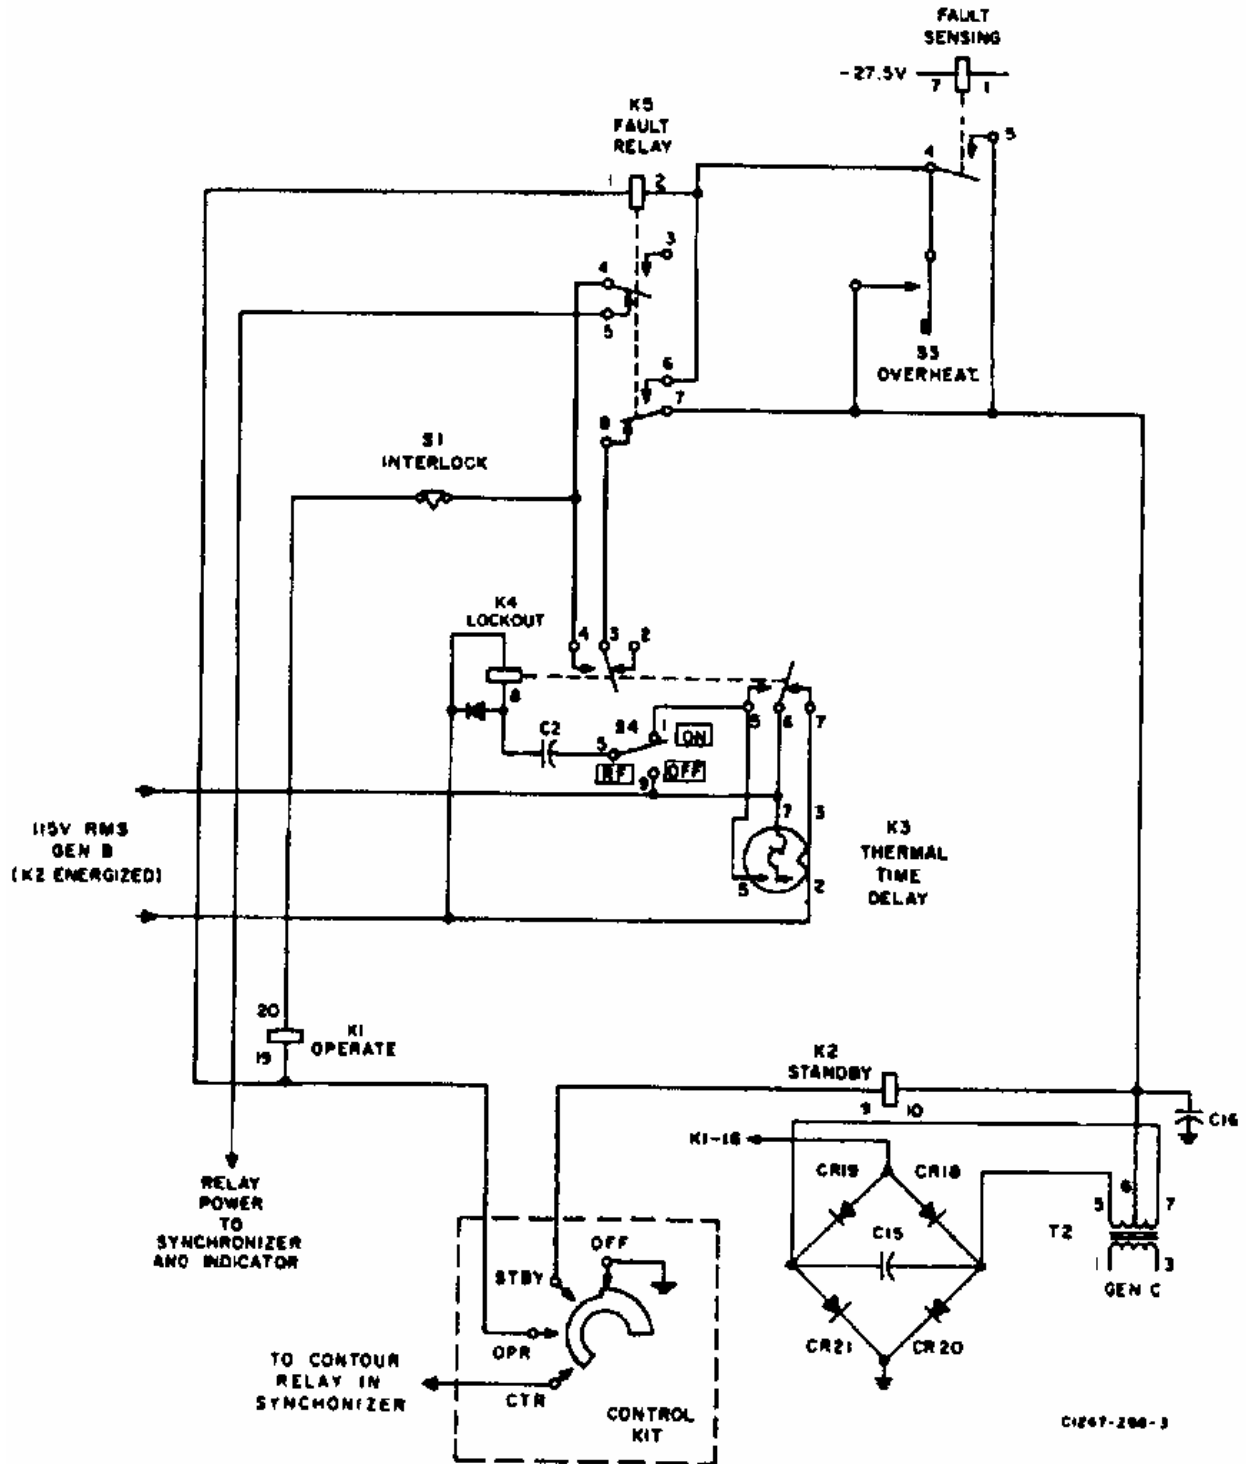 FAULT
SENSING
-27.5V
7
1
K5
FAULT
RELAY
1
2
4
5
3
4
5
S3
OVERHEAT
6
7
8
S1
INTERLOCK
K4
LOCKOUT
4
3
2
8
C2
S4
1
ON
5
RF
OFF
9
5
6
7
7
3
K3
THERMAL
TIME
DELAY
5
2
115V RMS
GEN B
(K2 ENERGIZED)
20
K1
OPERATE
19
K2
STANDBY
9
10
C16
K1-16
CR19
CR18
C15
CR21
CR20
5
6
7
T2
1
3
GEN C
RELAY
POWER
TO
SYNCHRONIZER
AND INDICATOR
OFF
STBY
OPR
CTR
TO CONTOUR
RELAY IN
SYNCHONIZER
CONTROL
KIT
C1267-288-3